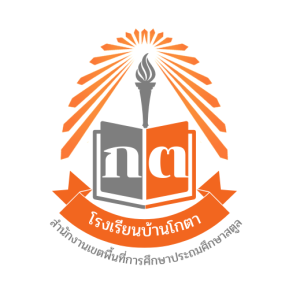 กต
โรงเรียนบ้านโกตา
สำนักงานเขตพื้นที่การศึกษาประถมศึกษาสตูล